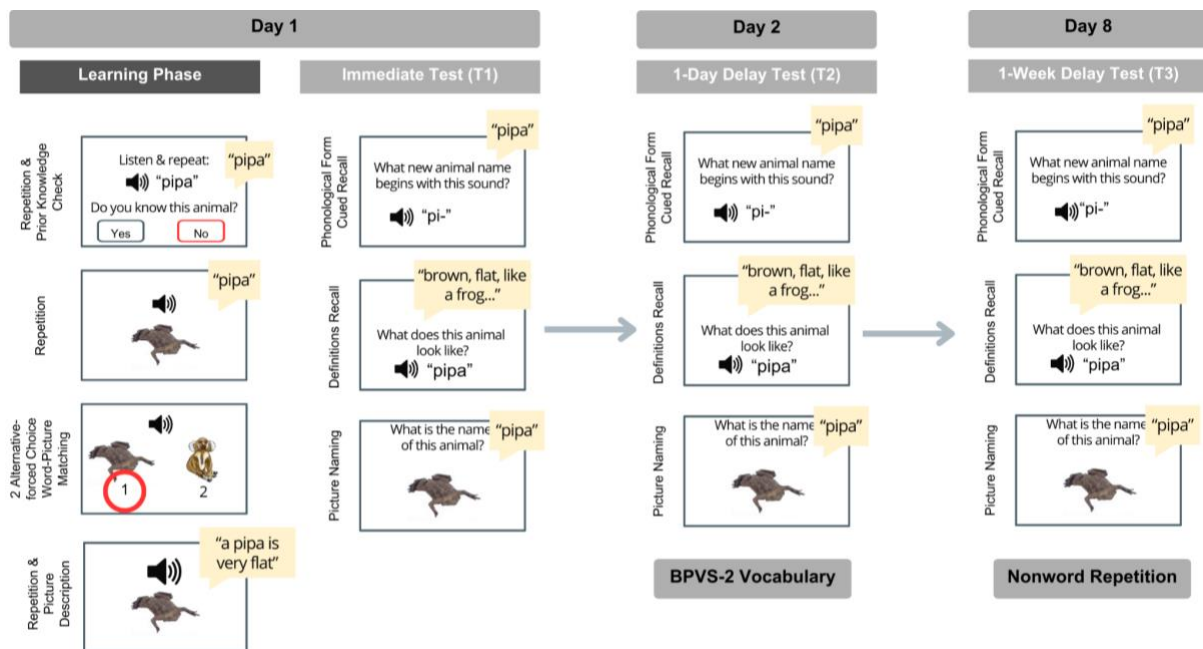 Day 1
Day 2
Day 8
Learning Phase
Immediate Test (T1)
1-Day Delay Test (T2)
1-Week Delay Test (T3)
Repetition &
Prior Knowledge
Check
Listen & repeat:
"pipa"
Do you know this animal?
Yes
No
"pipa"
Repetition
"pipa"
2 Alternative-
forced Choice
Word-Picture
Matching
1
2
Repetition &
Picture
Description
"a pipa is
very flat"
Phonological Form
Cued Recall
"pipa"
What new animal name
begins with this sound?
"pi-"
Definitions Recall
"brown, flat, like
a frog..."
What does this animal
look like?
"pipa"
Picture Naming
What is the name
of this animal?
"pipa"
Phonological Form
Cued Recall
"pipa"
What new animal name
begins with this sound?
"pi-"
Definitions Recall
"brown, flat, like
a frog..."
What does this animal
look like?
"pipa"
Picture Naming
What is the name
of this animal?
"pipa"
BPVS-2 Vocabulary
Phonological Form
Cued Recall
"pipa"
What new animal name
begins with this sound?
"pi-"
Definitions Recall
"brown, flat, like
a frog..."
What does this animal
look like?
"pipa"
Picture Naming
What is the name
of this animal?
"pipa"
Nonword Repetition